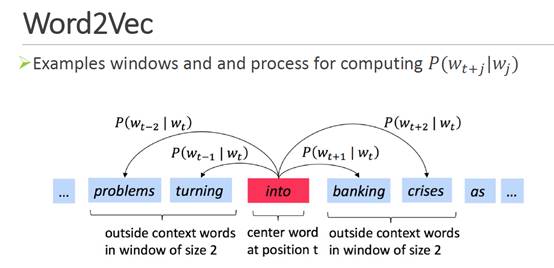 Word2Vec
➤Examples windows and and process for computing P(w_{t+j}|w_j)
P(w_{t-2} | w_t)
P(w_{t+2} | w_t)
P(w_{t-1} | w_t)
P(w_{t+1} | w_t)
... problems turning into banking crises as ...
outside context words center word outside context words
in window of size 2 at position t in window of size 2